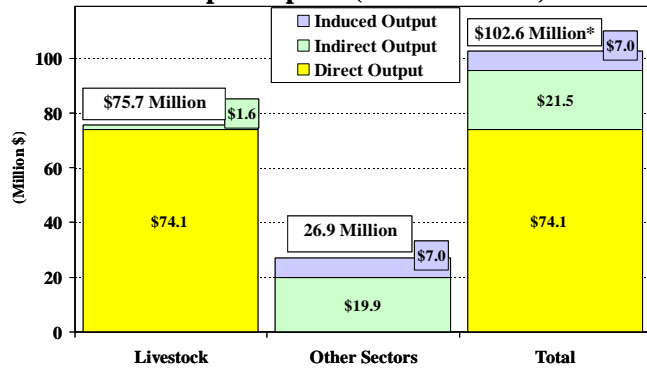 Induced Output
Indirect Output
Direct Output
$102.6 Million*
$7.0
$75.7 Million
$1.6
$21.5
$74.1
$74.1
26.9 Million
$7.0
$19.9
(Million $)
100
80
60
40
20
0
Livestock
Other Sectors
Total